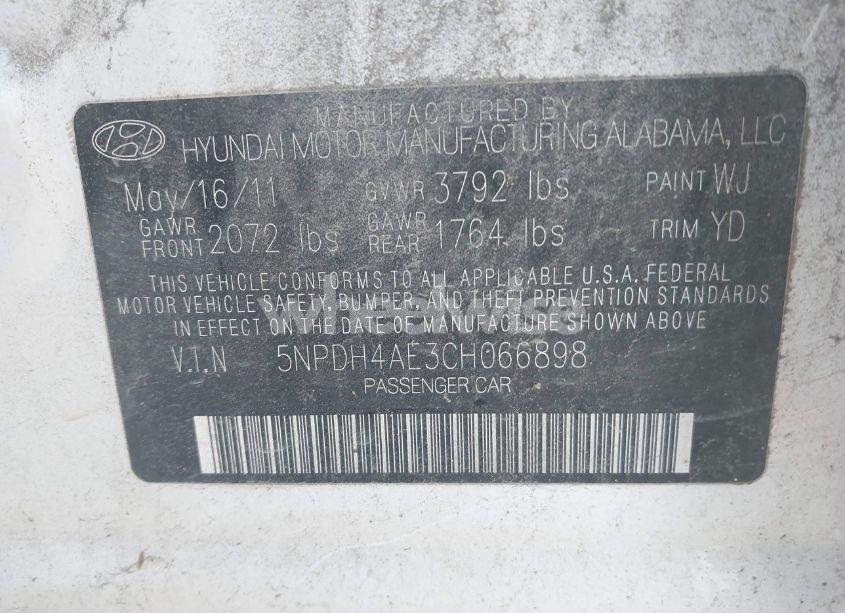 MANUFACTURED BY
HYUNDAI MOTOR MANUFACTURING ALABAMA, LLC
May/16/11 GVWR 3792 lbs PAINT WJ
GAWR FRONT 2072 lbs GAWR REAR 1764 lbs TRIM YD
THIS VEHICLE CONFORMS TO ALL APPLICABLE U.S.A. FEDERAL
MOTOR VEHICLE SAFETY, BUMPER, AND THEFT PREVENTION STANDARDS
IN EFFECT ON THE DATE OF MANUFACTURE SHOWN ABOVE.
V.I.N 5NPDH4AE3CH066898
PASSENGER CAR